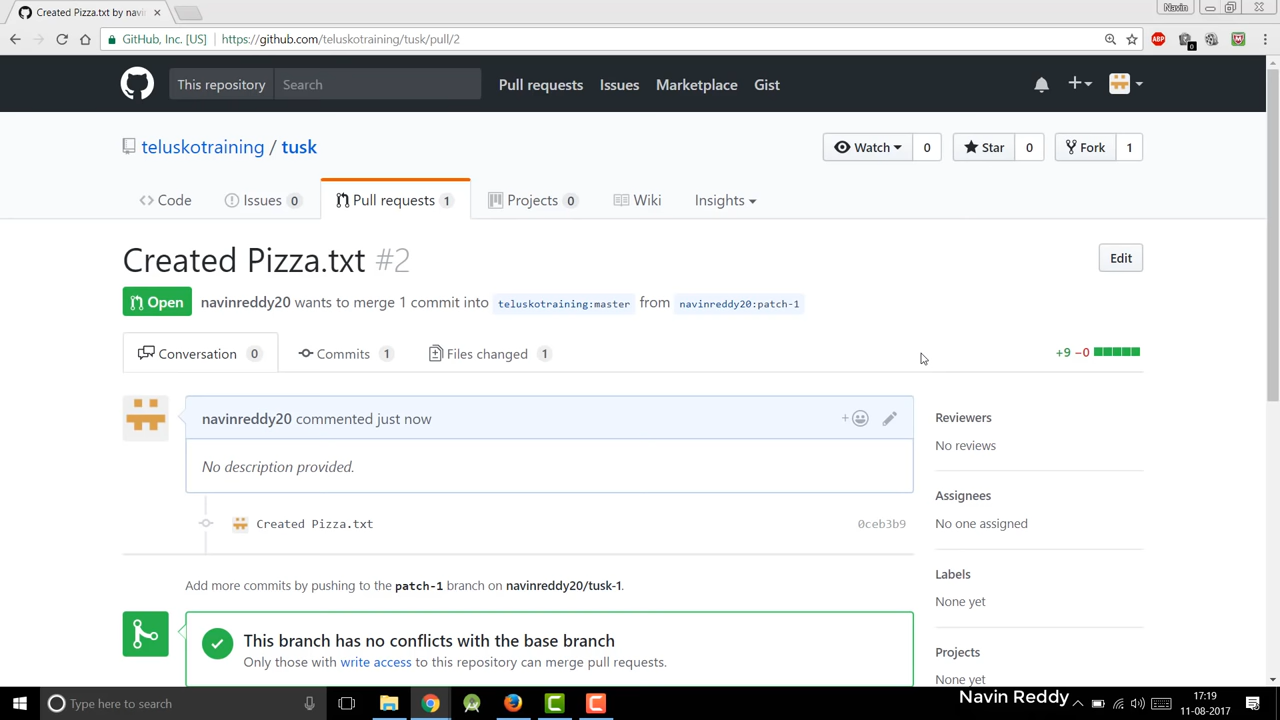 Created Pizza.txt by navi
Navin
GitHub, Inc. [US]
https://github.com/teluskotraining/tusk/pull/2
ABP
0
This repository
Search
Pull requests
Issues
Marketplace
Gist
teluskotraining / tusk
Watch 0
Star 0
Fork 1
Code
Issues 0
Pull requests 1
Projects 0
Wiki
Insights
Created Pizza.txt #2
Edit
Open
navinreddy20 wants to merge 1 commit into teluskotraining:master from navinreddy20:patch-1
Conversation 0
Commits 1
Files changed 1
+9 −0
navinreddy20 commented just now
No description provided.
Created Pizza.txt
0ceb3b9
Add more commits by pushing to the patch-1 branch on navinreddy20/tusk-1.
This branch has no conflicts with the base branch
Only those with write access to this repository can merge pull requests.
Reviewers
No reviews
Assignees
No one assigned
Labels
None yet
Projects
None yet
Type here to search
Navin Reddy
17:19
11-08-2017